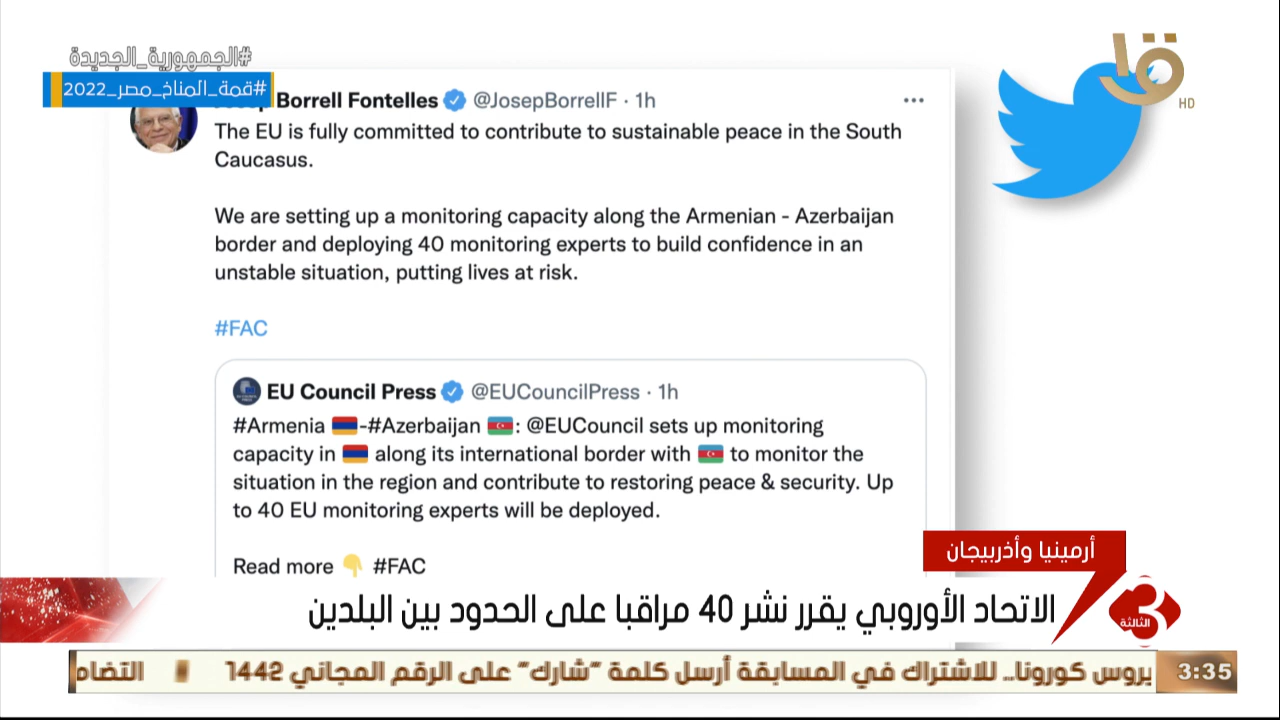 #الجمهورية_الجديدة
#قمة_المناخ_مصر_2022
HD
Borrell Fontelles @JosepBorrellF · 1h
The EU is fully committed to contribute to sustainable peace in the South
Caucasus.
We are setting up a monitoring capacity along the Armenian - Azerbaijan
border and deploying 40 monitoring experts to build confidence in an
unstable situation, putting lives at risk.
#FAC
EU Council Press @EUCouncilPress · 1h
#Armenia 🇦🇲-#Azerbaijan 🇦🇿: @EUCouncil sets up monitoring
capacity in 🇦🇲 along its international border with 🇦🇿 to monitor the
situation in the region and contribute to restoring peace & security. Up
to 40 EU monitoring experts will be deployed.
Read more 👇 #FAC
أرمينيا وأذربيجان
الاتحاد الأوروبي يقرر نشر 40 مراقبا على الحدود بين البلدين
3 الثالثة
3:35 يروس كورونا.. للاشتراك في المسابقة أرسل كلمة "شارك" على الرقم المجاني 1442 التضام